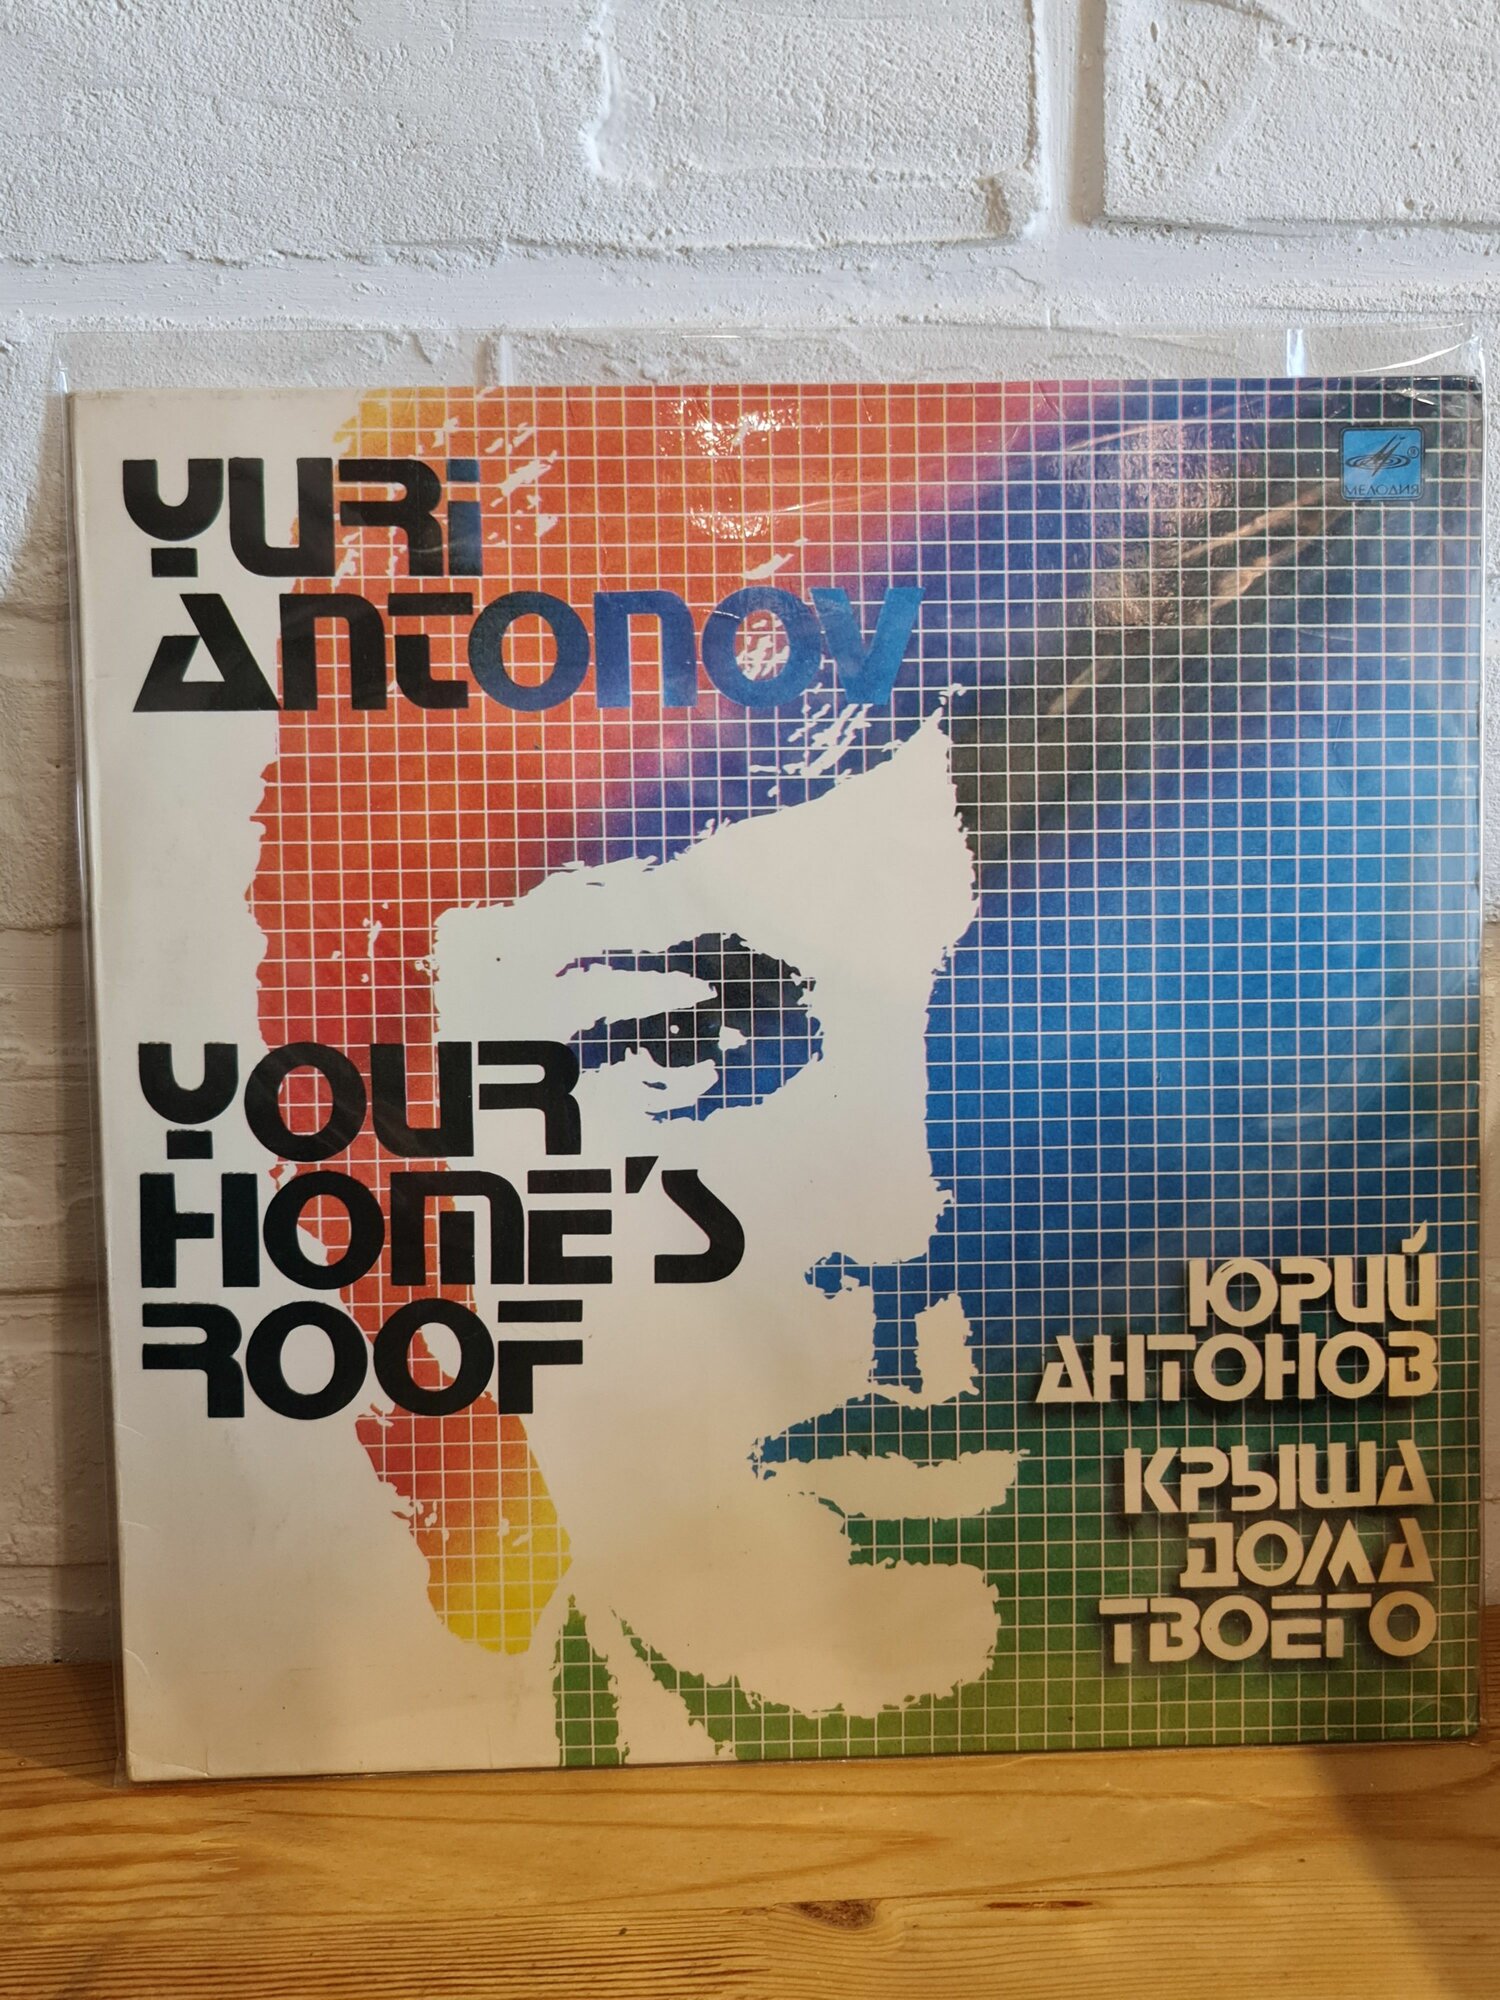 YURI
ANTONOV
МЕЛОДИЯ
YOUR
HOME'S
ROOF
ЮРИЙ
АНТОНОВ
КРЫША
ДОМА
ТВОЕГО